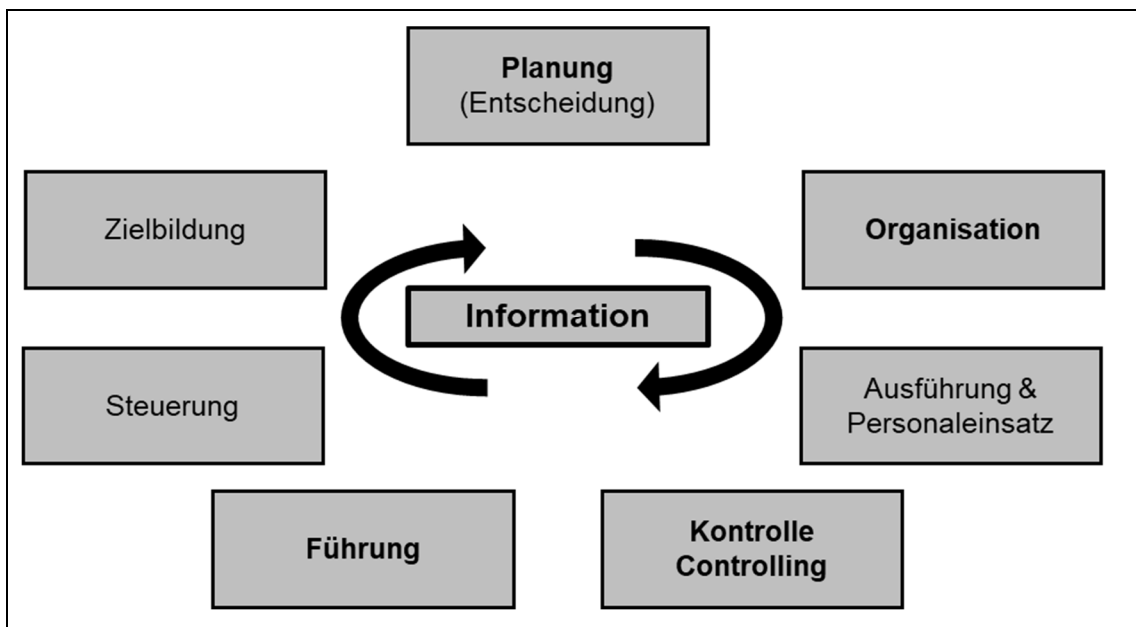 Planung
(Entscheidung)
Zielbildung
Organisation
Information
Steuerung
Ausführung &
Personaleinsatz
Führung
Kontrolle
Controlling